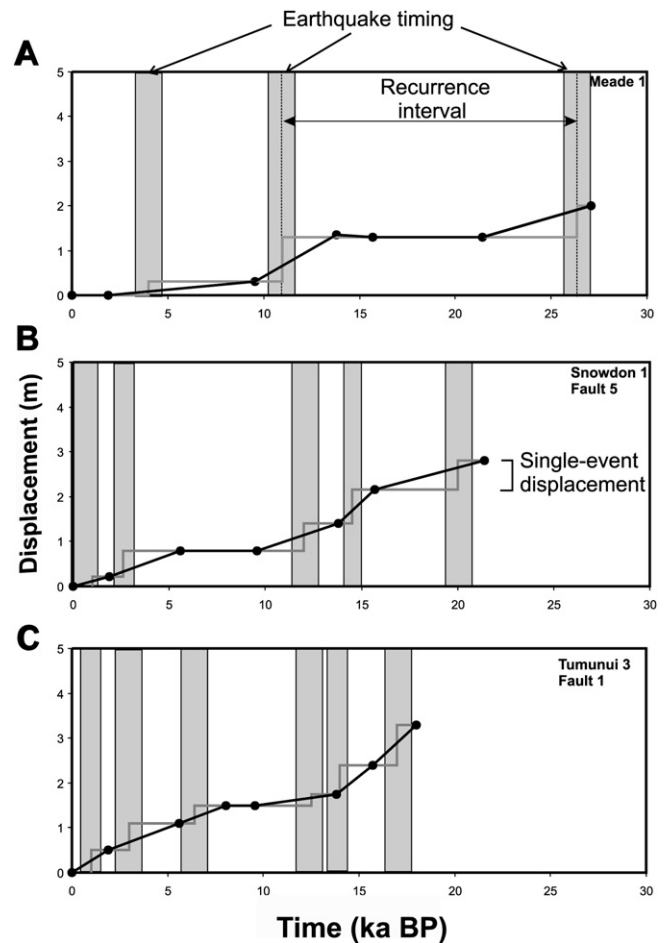 Earthquake timing
A
Meade 1
Recurrence
interval
5
4
3
2
1
0
0 5 10 15 20 25 30
B
Snowdon 1
Fault 5
Single-event
displacement
Displacement (m)
5
4
3
2
1
0
0 5 10 15 20 25 30
C
Tumunui 3
Fault 1
5
4
3
2
1
0
0 5 10 15 20 25 30
Time (ka BP)